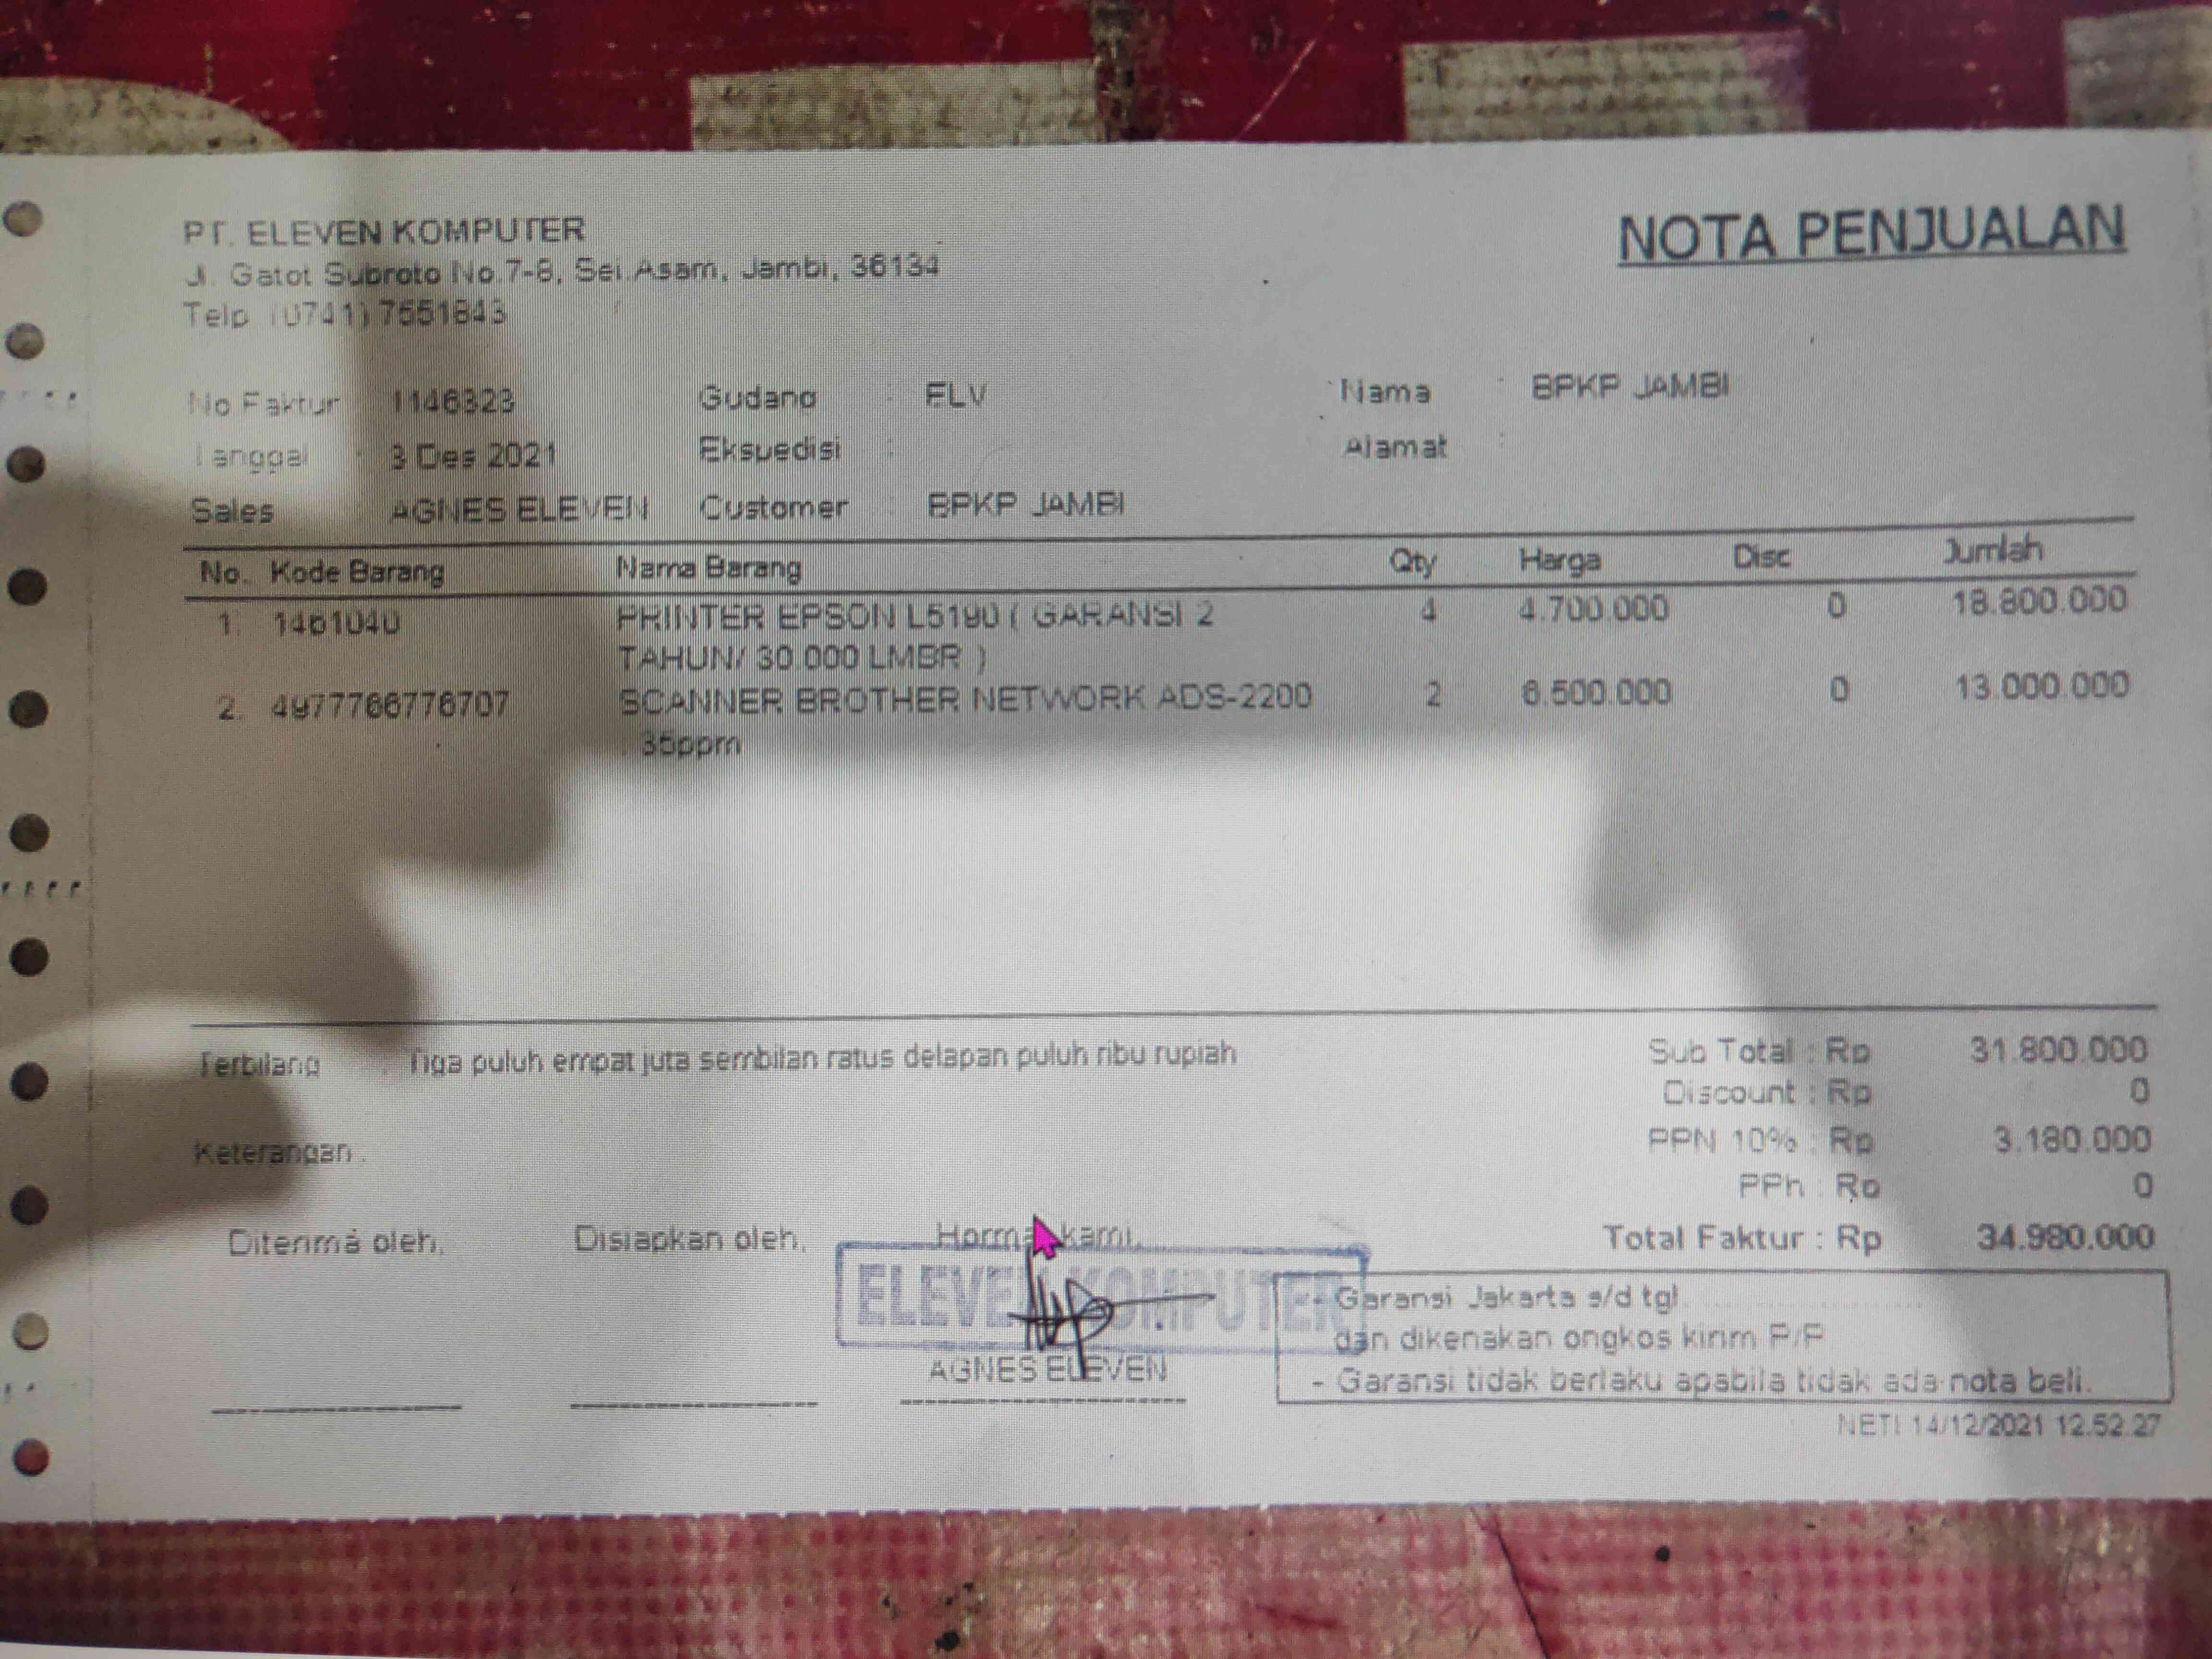 PT. ELEVEN KOMPUTER
NOTA PENJUALAN
Jl. Gatot Subroto No.7-8, Sei.Asam, Jambi, 36134
Telp (0741) 7551843
No Faktur 1146323 Gudang : ELV Nama : BPKP JAMBI
Tanggal : 3 Des 2021 Ekspedisi : Alamat :
Sales AGNES ELEVEN Customer : BPKP JAMBI
No. Kode Barang Nama Barang Qty Harga Disc Jumlah
1. PRINTER EPSON L5190 ( GARANSI 2 4 4.700.000 0 18.800.000
TAHUN/ 30.000 LMBR )
2. SCANNER BROTHER NETWORK ADS-2200 2 6.500.000 0 13.000.000
35ppm
Terbilang : Tiga puluh empat juta sembilan ratus delapan puluh ribu rupiah
Sub Total : Rp 31.800.000
Discount : Rp 0
Keterangan :
PPN 10% : Rp 3.180.000
PPh : Rp 0
Diterima oleh, Disiapkan oleh, Hormat kami,
Total Faktur : Rp 34.980.000
ELEVEN KOMPUTER
AGNES ELEVEN
- Garansi Jakarta s/d tgl
dan dikenakan ongkos kirim P/P
- Garansi tidak berlaku apabila tidak ada nota beli.
NETI 14/12/2021 12.52.27